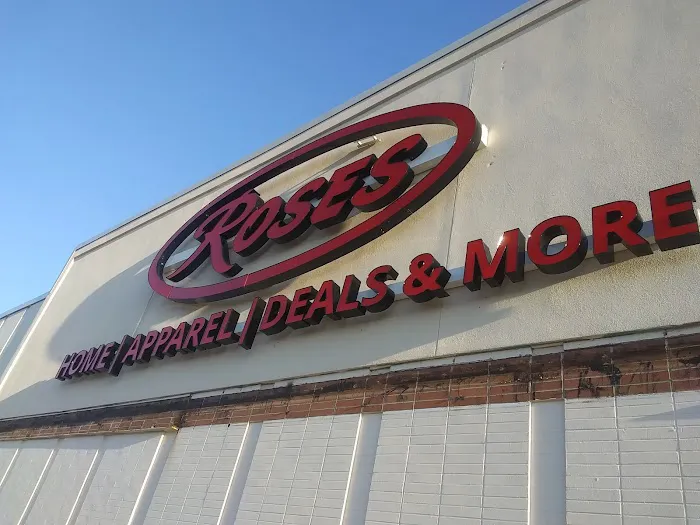 ROSES
HOME | APPAREL | DEALS & MORE